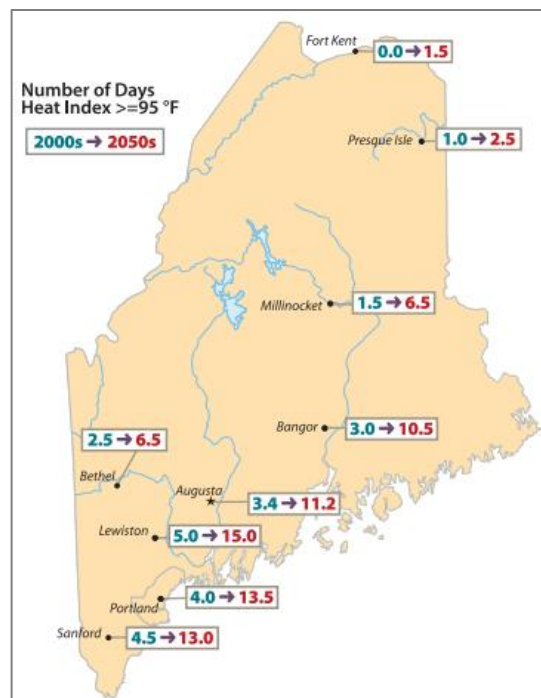 Fort Kent
0.0 → 1.5
Number of Days
Heat Index >=95 °F
2000s → 2050s
Presque Isle
1.0 → 2.5
Millinocket
1.5 → 6.5
Bangor
3.0 → 10.5
2.5 → 6.5
Bethel
Augusta
3.4 → 11.2
Lewiston
5.0 → 15.0
Portland
4.0 → 13.5
Sanford
4.5 → 13.0